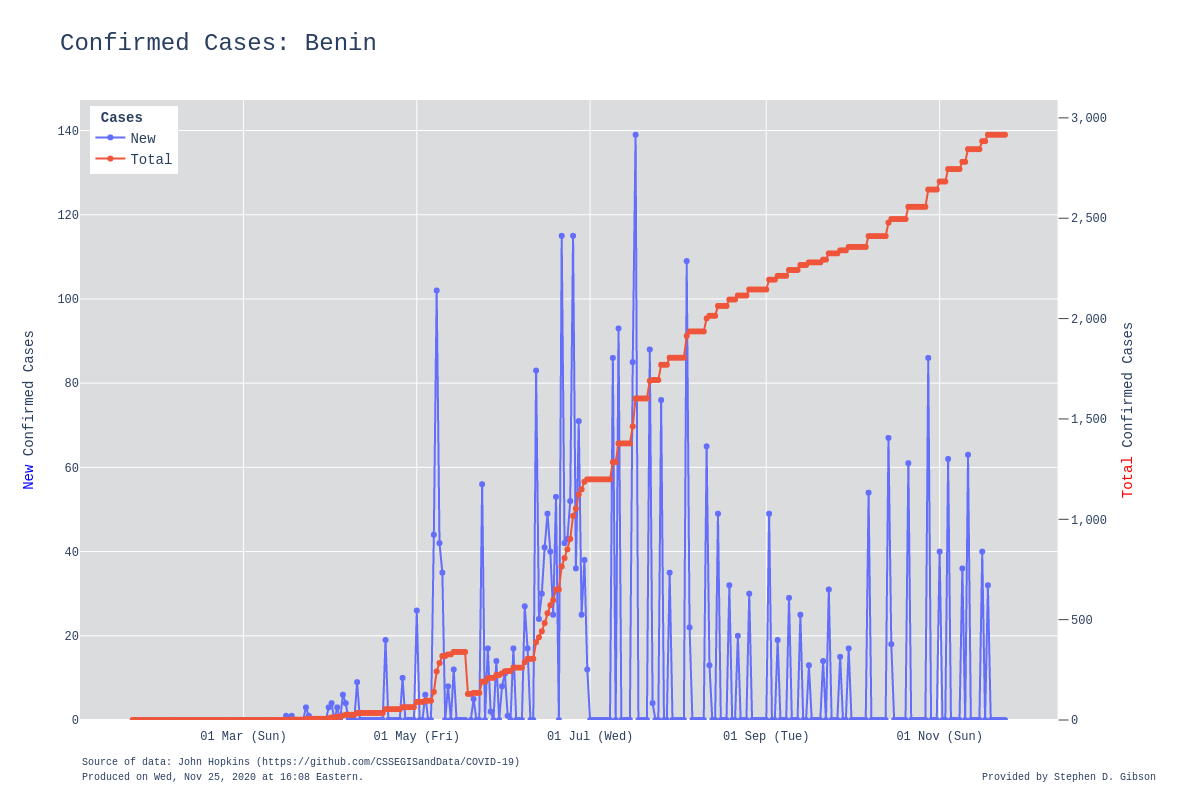 Confirmed Cases: Benin
Cases
New
Total
140
120
100
80
60
40
20
0
3,000
2,500
2,000
1,500
1,000
500
0
New Confirmed Cases
Total Confirmed Cases
01 Mar (Sun)
01 May (Fri)
01 Jul (Wed)
01 Sep (Tue)
01 Nov (Sun)
Source of data: John Hopkins (https://github.com/CSSEGISandData/COVID-19)
Produced on Wed, Nov 25, 2020 at 16:08 Eastern.
Provided by Stephen D. Gibson